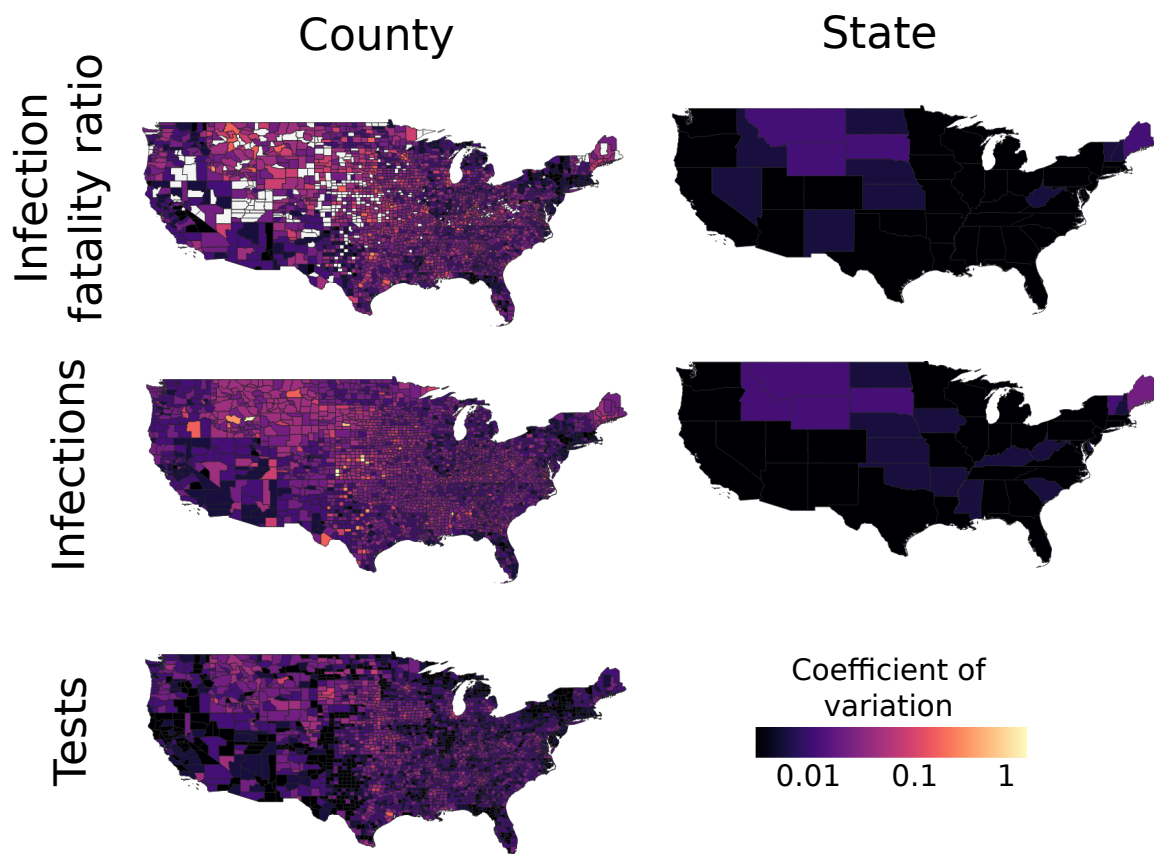 County
State
Infection
fatality ratio
Infections
Tests
Coefficient of
variation
0.01
0.1
1